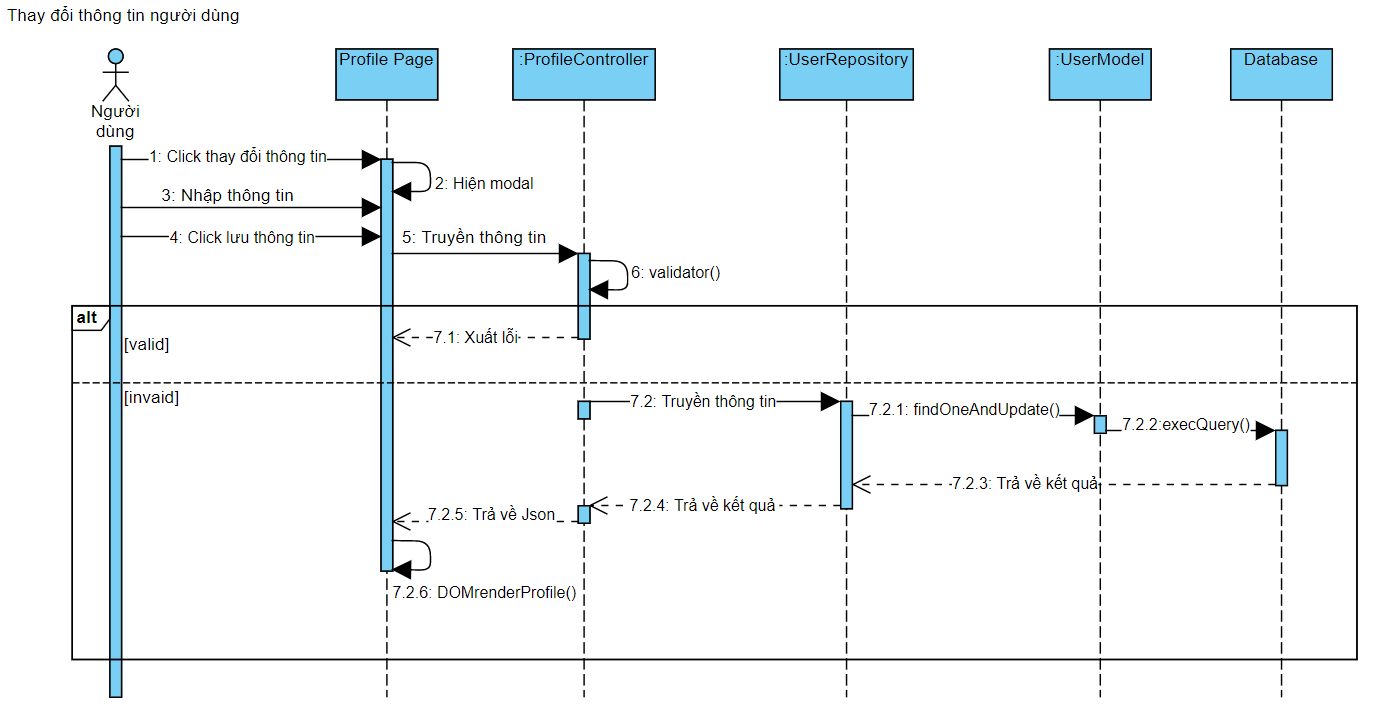 Thay đổi thông tin người dùng
Profile Page
:ProfileController
:UserRepository
:UserModel
Database
Người
dùng
1: Click thay đổi thông tin
2: Hiện modal
3: Nhập thông tin
4: Click lưu thông tin
5: Truyền thông tin
6: validator()
alt
7.1: Xuất lỗi
[valid]
[invaid]
7.2: Truyền thông tin
7.2.1: findOneAndUpdate()
7.2.2:execQuery()
7.2.3: Trả về kết quả
7.2.4: Trả về kết quả
7.2.5: Trả về Json
7.2.6: DOMrenderProfile()